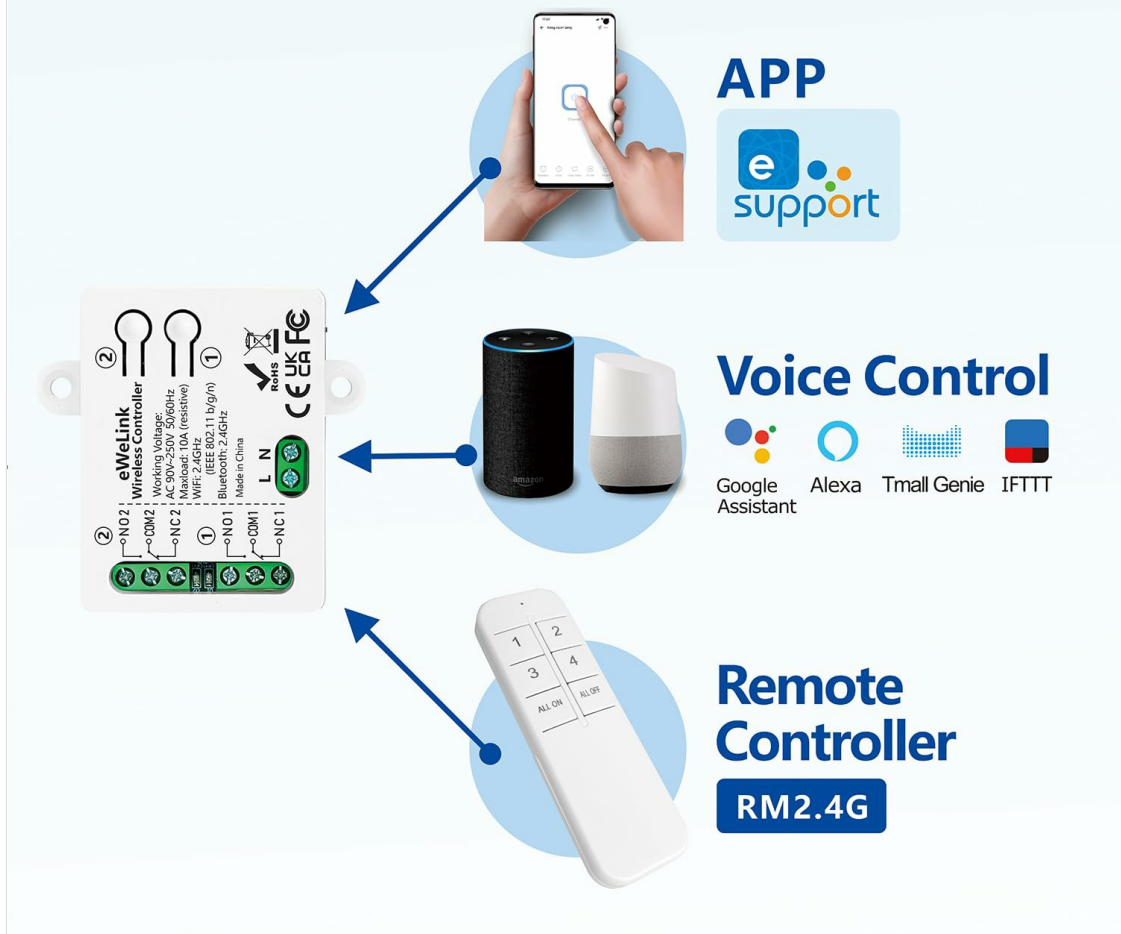 APP
e
support
②
①
eWeLink
Wireless Controller
Working Voltage:
AC 90V~250V 50/60Hz
Maxload: 10A (resistive)
WiFi: 2.4GHz
(IEEE 802.11 b/g/n)
Bluetooth: 2.4GHz
Made in China
RoHS
CE UK CA FC
L N
② NO2 COM2 NC2
① NO1 COM1 NC1
amazon
Voice Control
Google Assistant
Alexa
Tmall Genie
IFTTT
1 2
3 4
ALL ON ALL OFF
Remote
Controller
RM2.4G